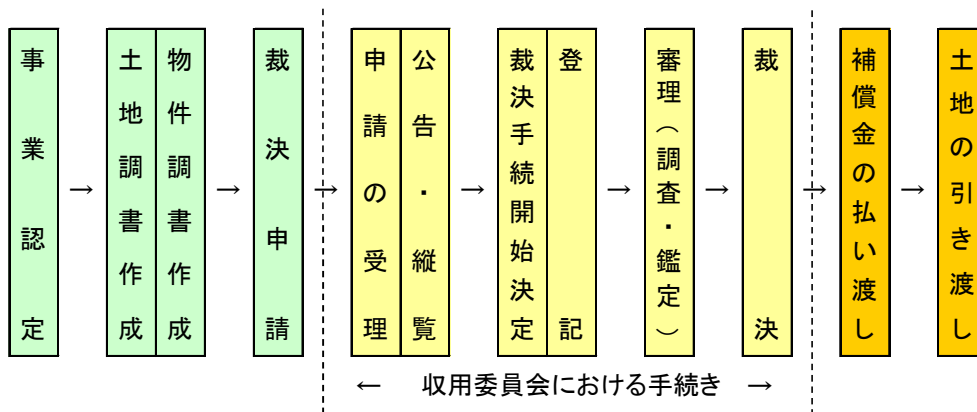 事業認定
→
土地調書作成
物件調書作成
→
裁決申請
→
申請の受理
公告・縦覧
→
裁決手続開始決定
登記
→
審理（調査・鑑定）
→
裁決
→
補償金の払い渡し
→
土地の引き渡し
← 収用委員会における手続き →